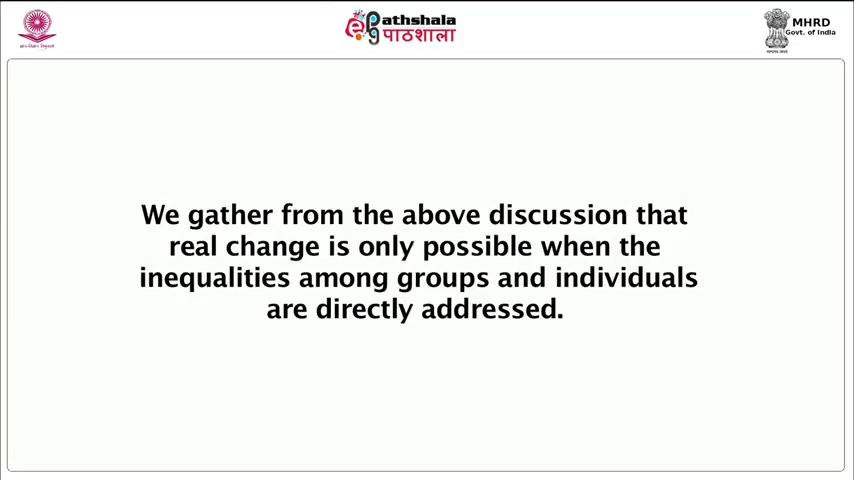 Pathshala
पाठशाला
MHRD
Govt. of India
We gather from the above discussion that
real change is only possible when the
inequalities among groups and individuals
are directly addressed.